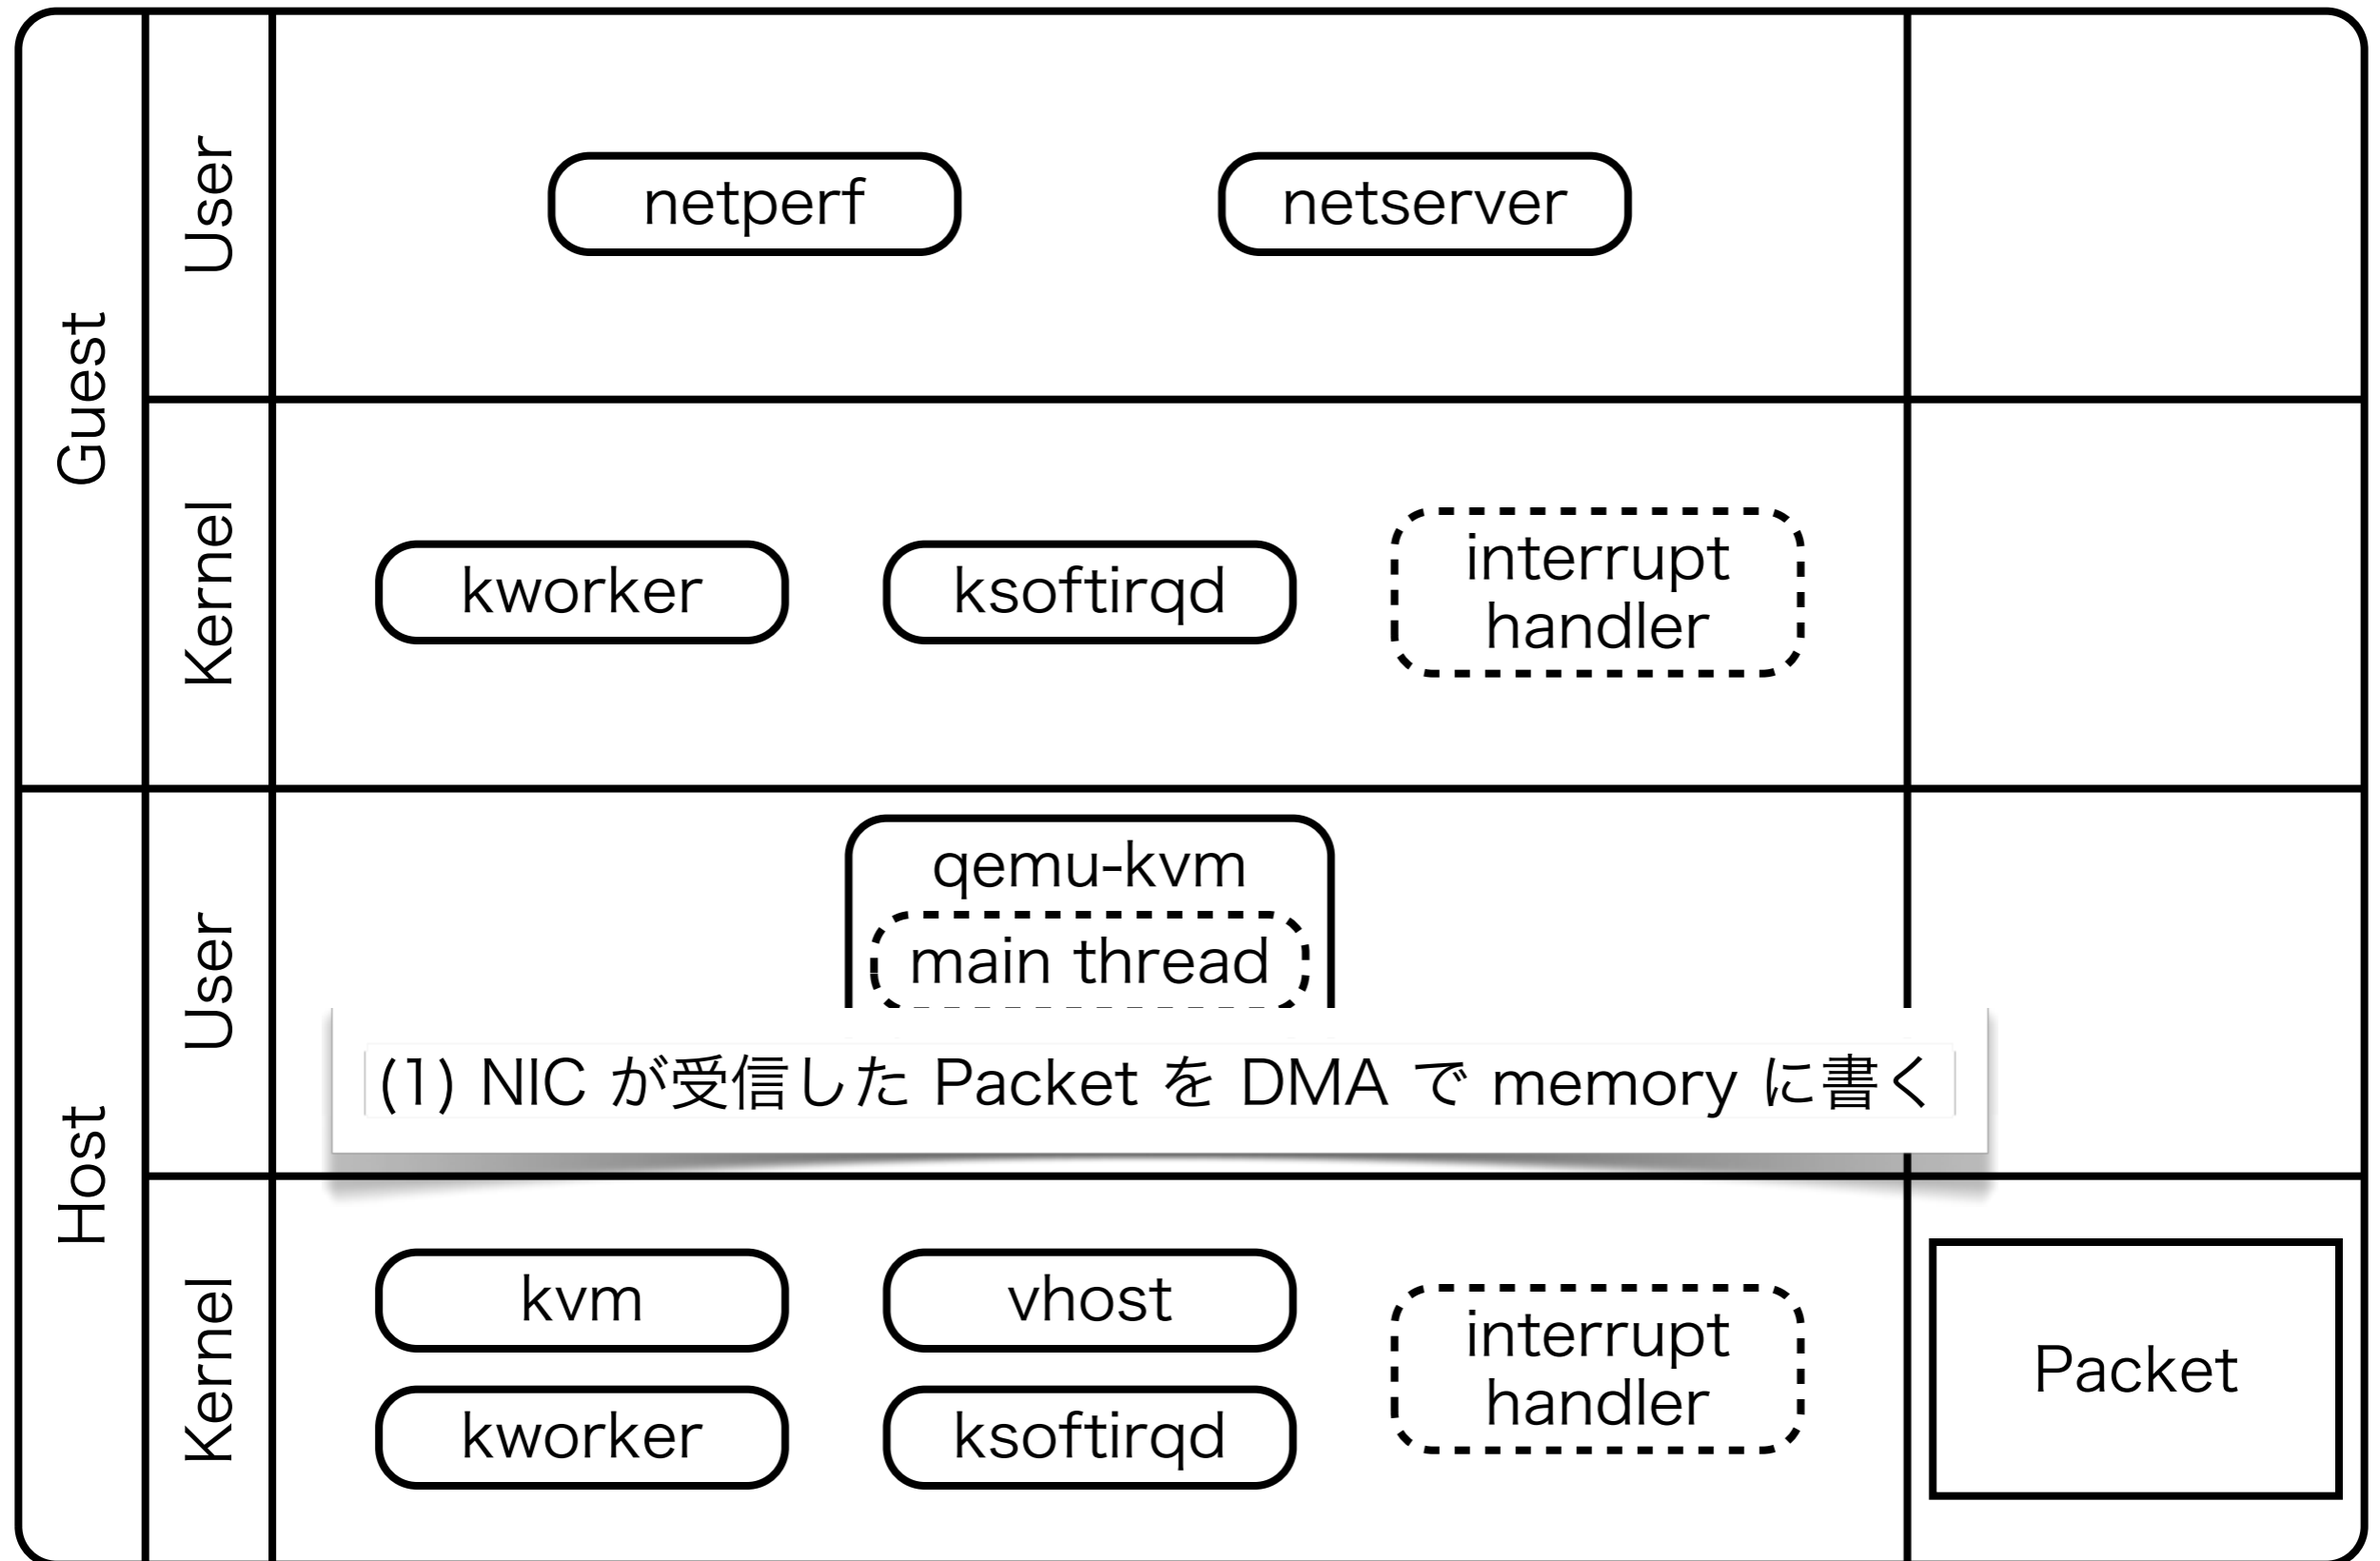 Guest
User
netperf
netserver
Kernel
kworker
ksoftirqd
interrupt
handler
Host
User
qemu-kvm
main thread
(1) NIC が受信した Packet を DMA で memory に書く
Kernel
kvm
vhost
kworker
ksoftirqd
interrupt
handler
Packet